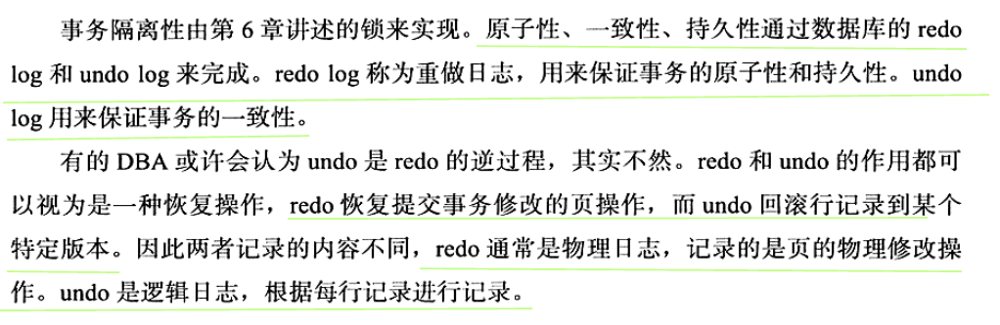 事务隔离性由第 6 章讲述的锁来实现。原子性、一致性、持久性通过数据库的 redo
log 和 undo log 来完成。redo log 称为重做日志，用来保证事务的原子性和持久性。undo
log 用来保证事务的一致性。
有的 DBA 或许会认为 undo 是 redo 的逆过程，其实不然。redo 和 undo 的作用都可
以视为是一种恢复操作，redo 恢复提交事务修改的页操作，而 undo 回滚行记录到某个
特定版本。因此两者记录的内容不同，redo 通常是物理日志，记录的是页的物理修改操
作。undo 是逻辑日志，根据每行记录进行记录。